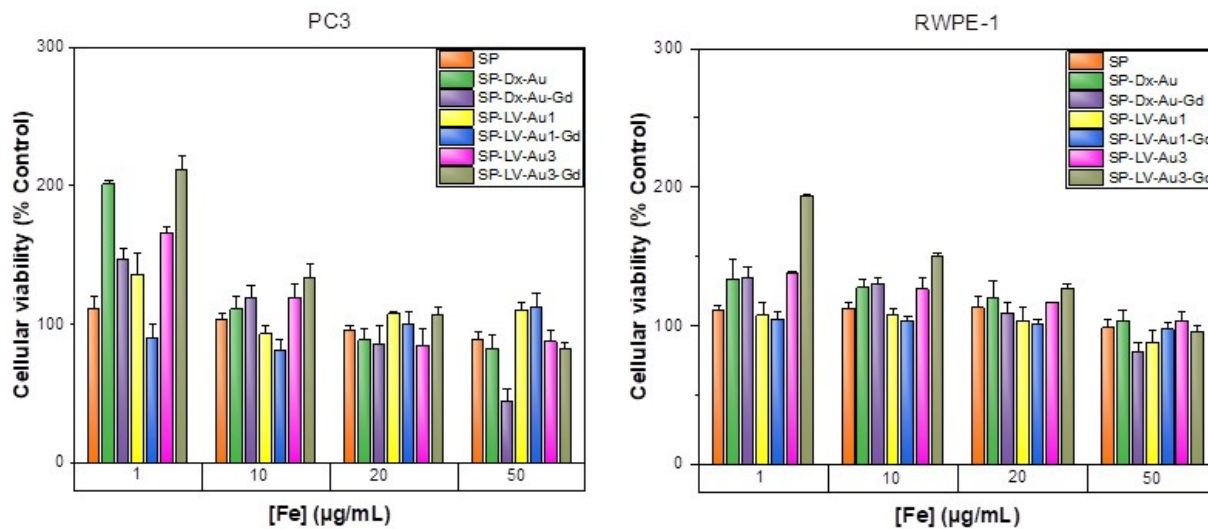 PC3
300
200
100
0
Cellular viability (% Control)
SP
SP-Dx-Au
SP-Dx-Au-Gd
SP-LV-Au1
SP-LV-Au1-Gd
SP-LV-Au3
SP-LV-Au3-Gd
1
10
20
50
[Fe] (µg/mL)
RWPE-1
300
200
100
0
Cellular viability (% Control)
SP
SP-Dx-Au
SP-Dx-Au-Gd
SP-LV-Au1
SP-LV-Au1-Gd
SP-LV-Au3
SP-LV-Au3-Gd
1
10
20
50
[Fe] (µg/mL)